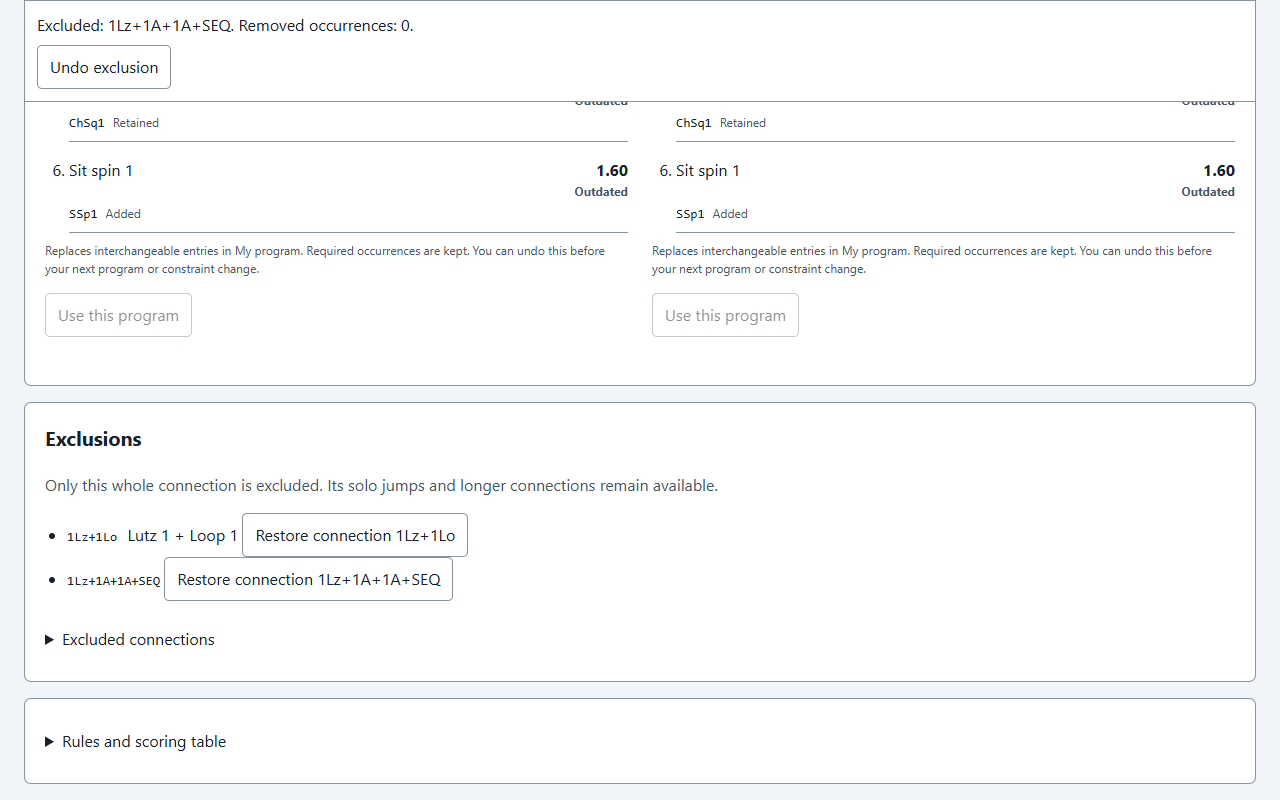 Excluded: 1Lz+1A+1A+SEQ. Removed occurrences: 0.
Undo exclusion
Outdated
Outdated
ChSq1 Retained
ChSq1 Retained
6. Sit spin 1 1.60
Outdated
SSp1 Added
6. Sit spin 1 1.60
Outdated
SSp1 Added
Replaces interchangeable entries in My program. Required occurrences are kept. You can undo this before
your next program or constraint change.
Use this program
Replaces interchangeable entries in My program. Required occurrences are kept. You can undo this before
your next program or constraint change.
Use this program
Exclusions
Only this whole connection is excluded. Its solo jumps and longer connections remain available.
1Lz+1Lo Lutz 1 + Loop 1 Restore connection 1Lz+1Lo
1Lz+1A+1A+SEQ Restore connection 1Lz+1A+1A+SEQ
Excluded connections
Rules and scoring table